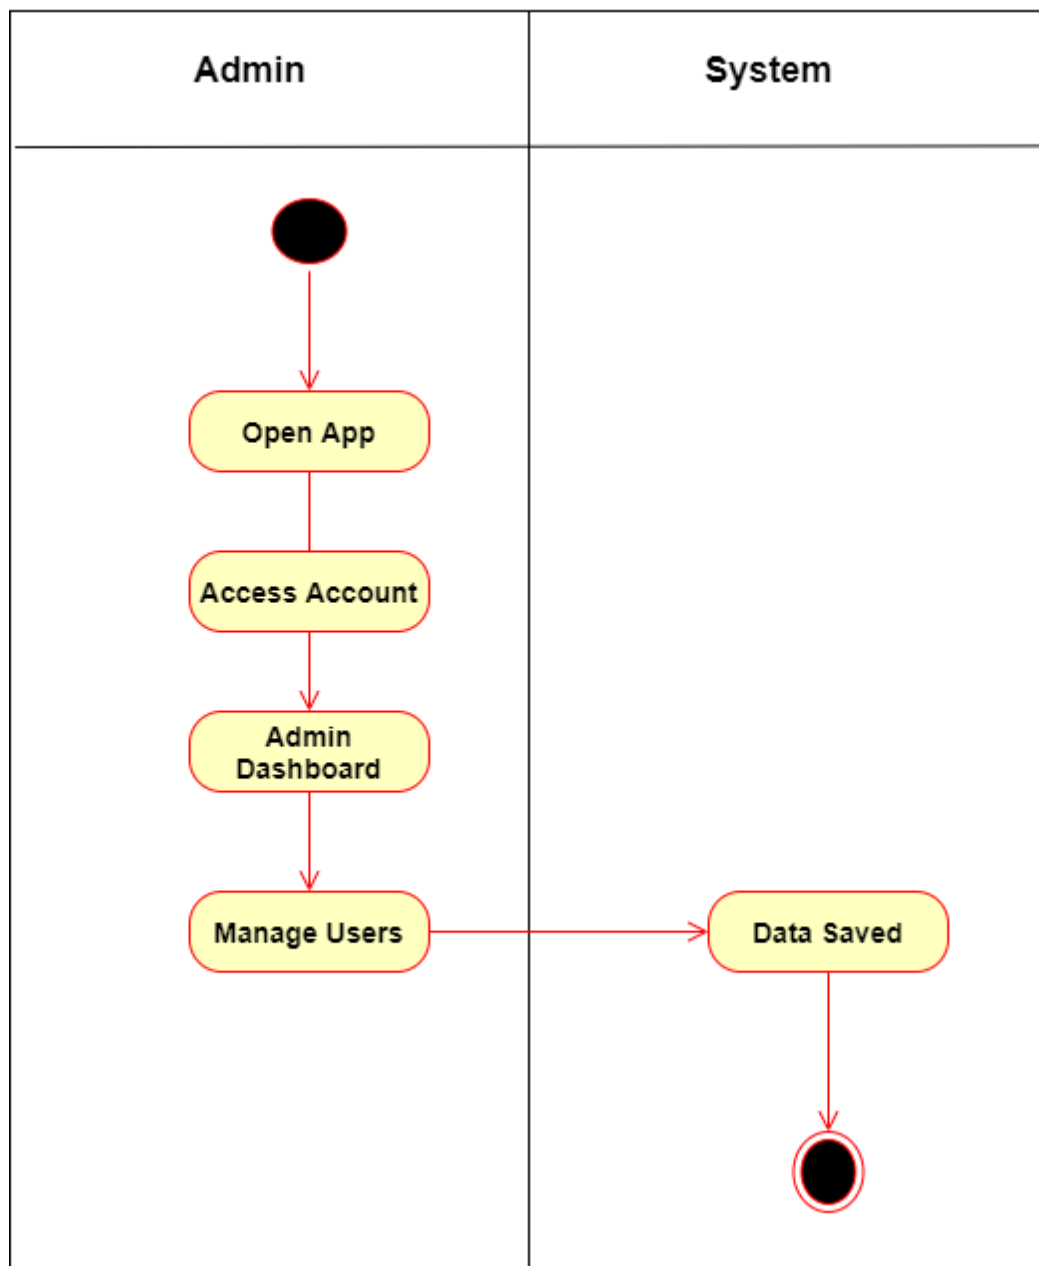 Admin
System
Open App
Access Account
Admin
Dashboard
Manage Users
Data Saved